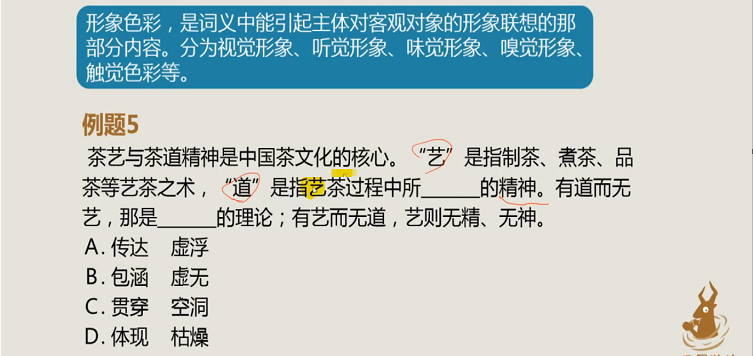 形象色彩，是词义中能引起主体对客观对象的形象联想的那
部分内容。分为视觉形象、听觉形象、味觉形象、嗅觉形象、
触觉色彩等。
例题5
茶艺与茶道精神是中国茶文化的核心。“艺”是指制茶、煮茶、品
茶等艺茶之术，“道”是指艺茶过程中所______的精神。有道而无
艺，那是______的理论；有艺而无道，艺则无精、无神。
A. 传达 虚浮
B. 包涵 虚无
C. 贯穿 空洞
D. 体现 枯燥